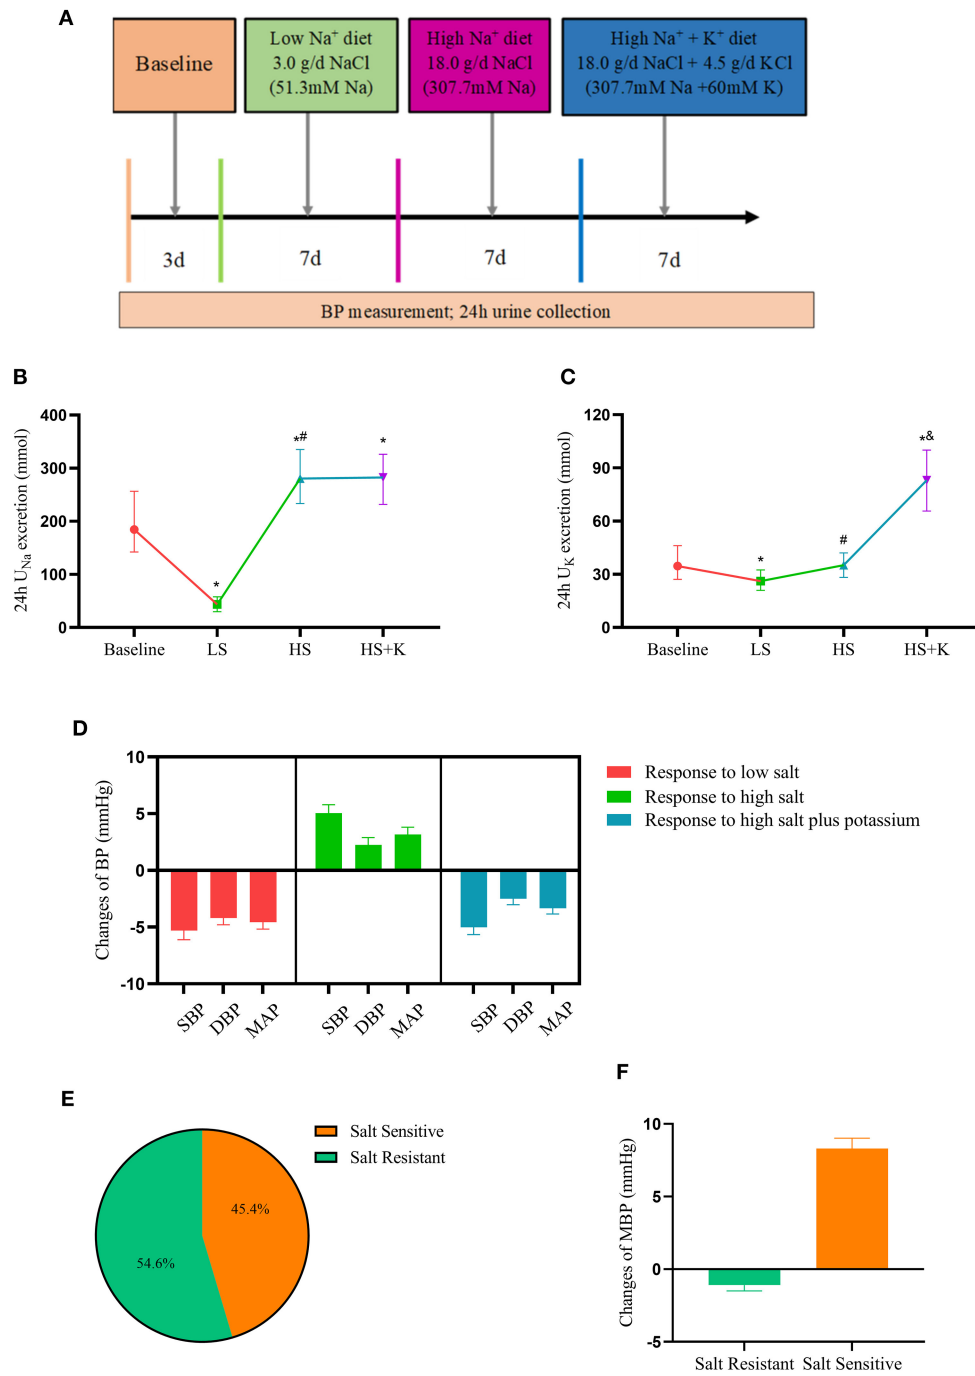 A
Baseline
Low Na⁺ diet
3.0 g/d NaCl
(51.3mM Na)
High Na⁺ diet
18.0 g/d NaCl
(307.7mM Na)
High Na⁺ + K⁺ diet
18.0 g/d NaCl + 4.5 g/d KCl
(307.7mM Na +60mM K)
3d
7d
7d
7d
BP measurement; 24h urine collection
B
24h U_Na excretion (mmol)
400
300
200
100
0
*
*#
*
Baseline LS HS HS+K
C
24h U_K excretion (mmol)
120
90
60
30
0
*
#
*&
Baseline LS HS HS+K
D
Changes of BP (mmHg)
10
5
0
-5
-10
SBP DBP MAP SBP DBP MAP SBP DBP MAP
Response to low salt
Response to high salt
Response to high salt plus potassium
E
45.4%
54.6%
Salt Sensitive
Salt Resistant
F
Changes of MBP (mmHg)
10
5
0
-5
Salt Resistant Salt Sensitive